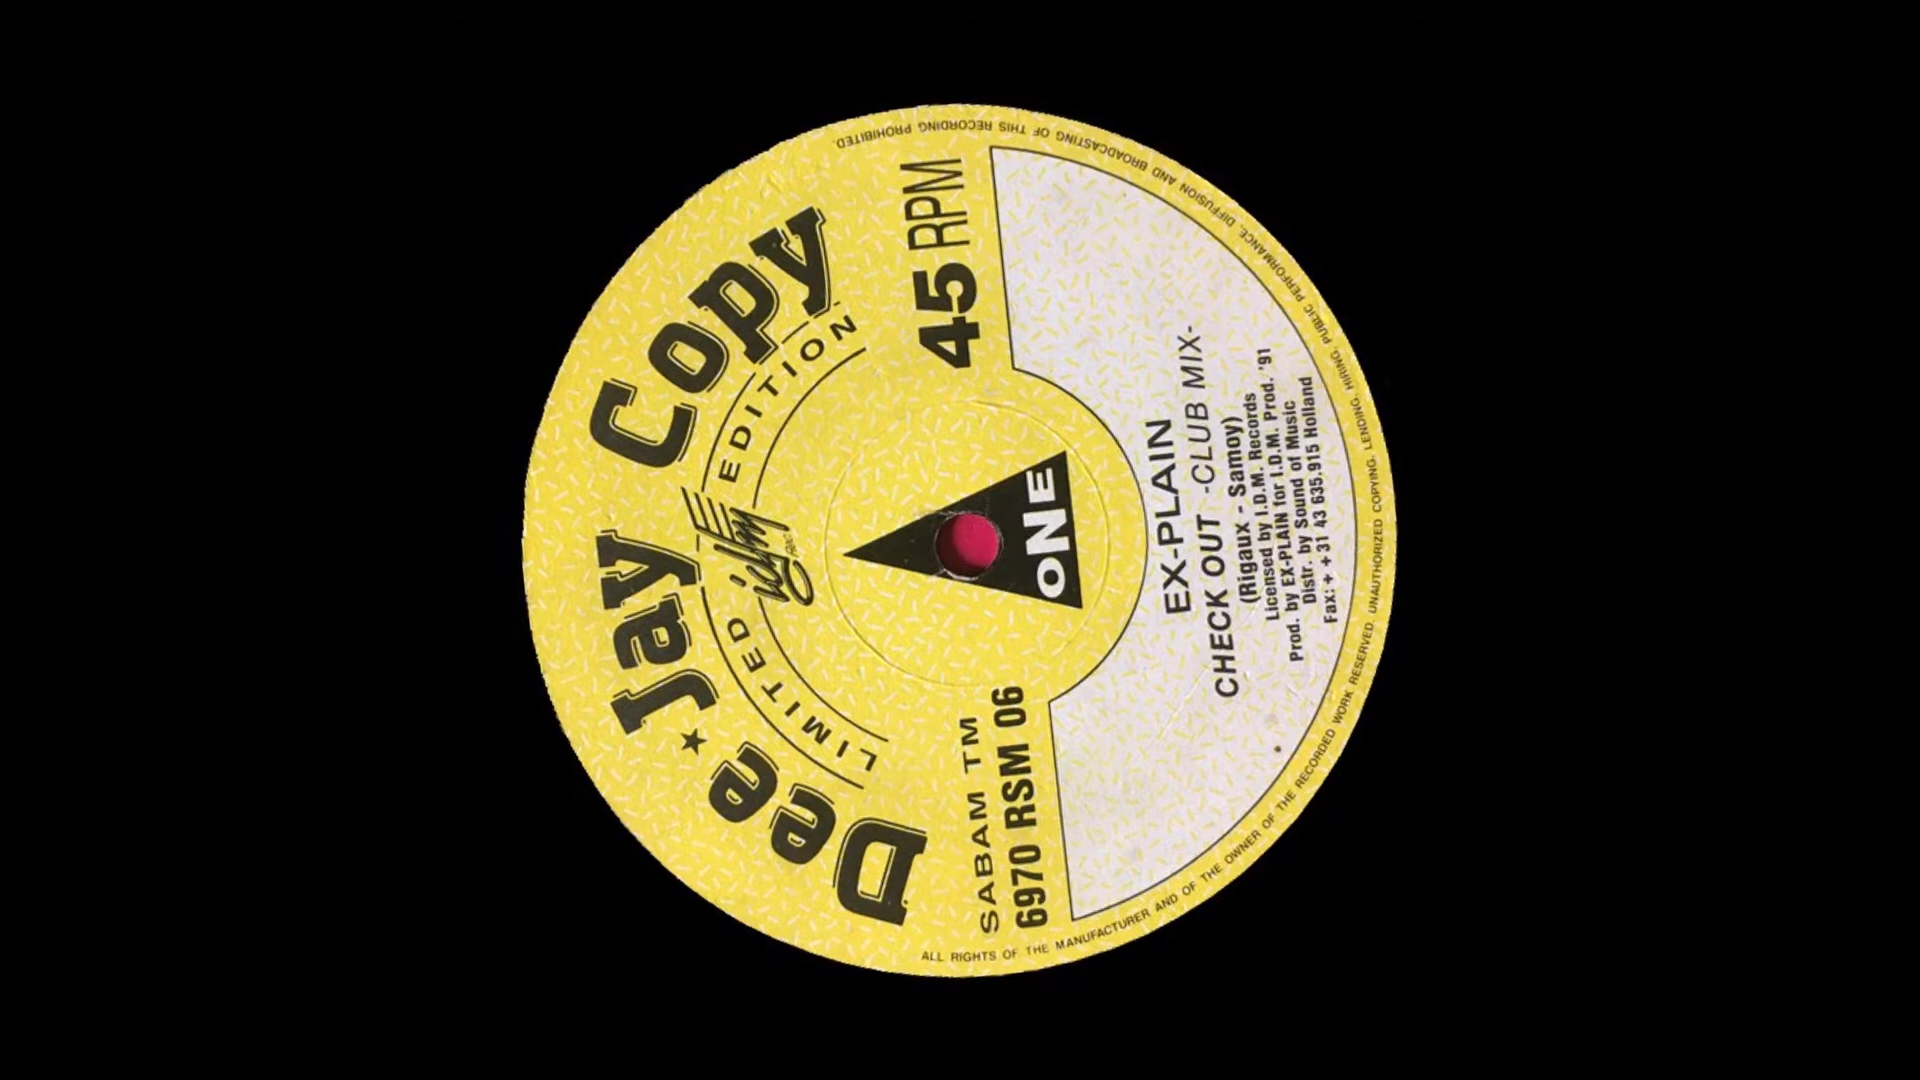 Dee★Jay Copy
LIMITED idm EDITION
SABAM TM
6970 RSM 06
45 RPM
ONE
EX-PLAIN
CHECK OUT -CLUB MIX-
(Rigaux - Samoy)
Licensed by I.D.M. Records
Prod. by EX-PLAIN for I.D.M. Prod. '91
Distr. by Sound of Music
Fax: + +31 43 635.915 Holland
ALL RIGHTS OF THE MANUFACTURER AND OF THE OWNER OF THE RECORDED WORK RESERVED. UNAUTHORIZED COPYING. LENDING. HIRING. PUBLIC PERFORMANCE. DIFFUSION AND BROADCASTING OF THIS RECORDING PROHIBITED.